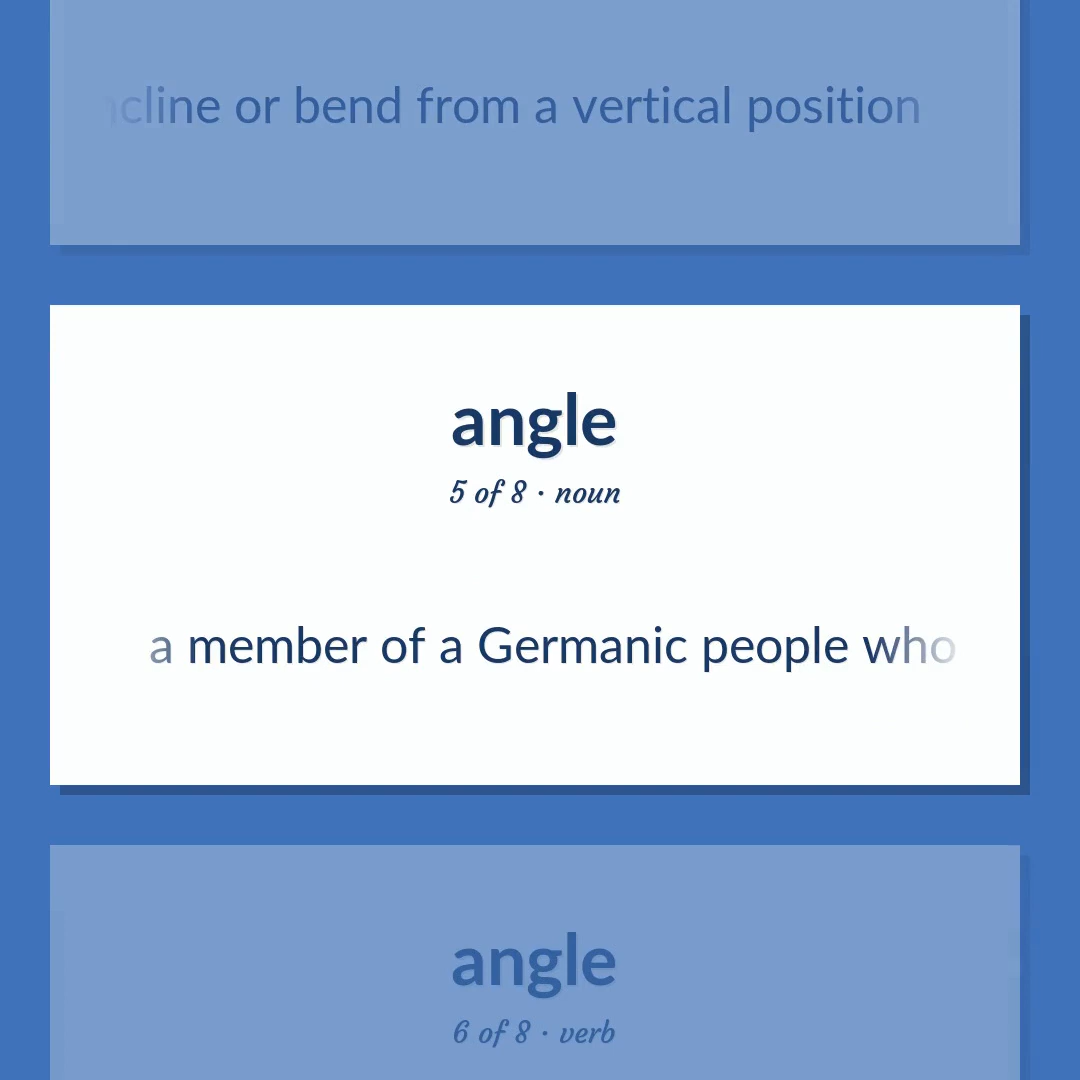 cline or bend from a vertical position
angle
5 of 8 · noun
a member of a Germanic people who
angle
6 of 8 · verb